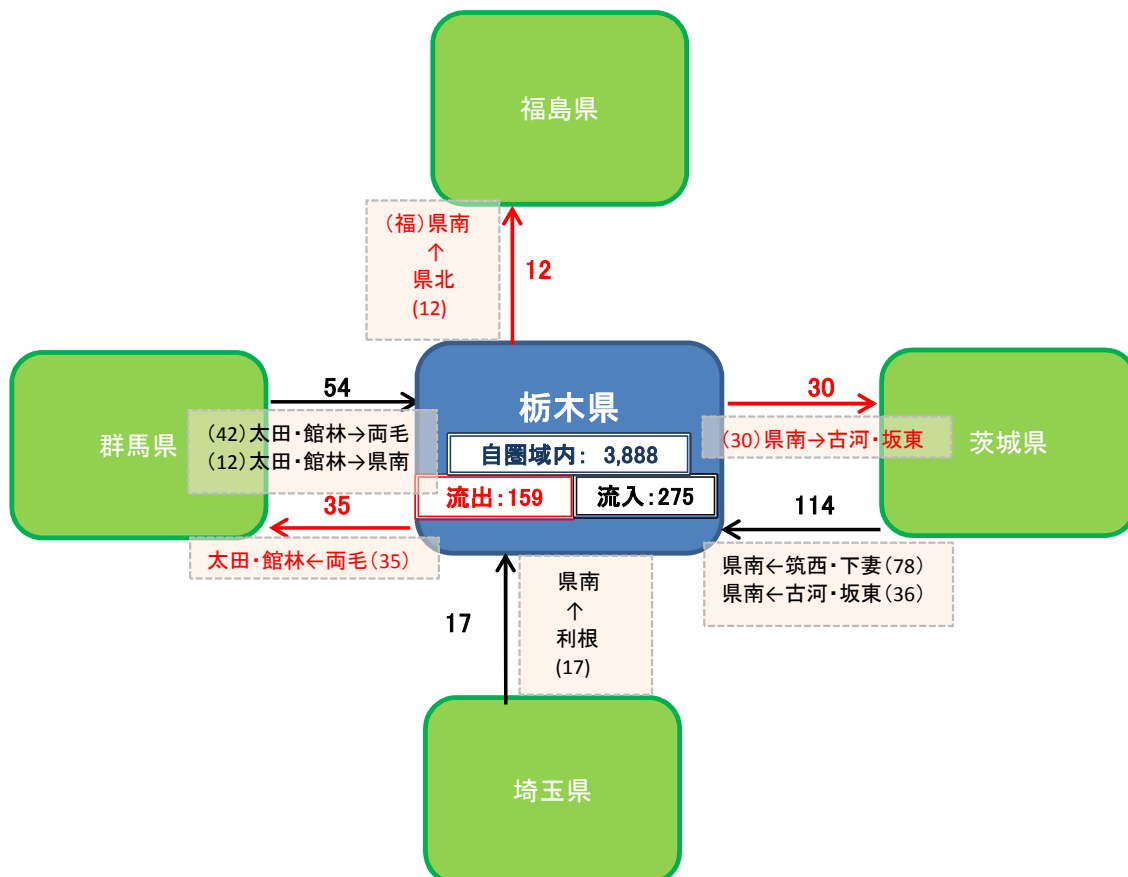 福島県
(福)県南
↑
県北
(12)
12
群馬県
54
(42)太田・館林→両毛
(12)太田・館林→県南
35
太田・館林←両毛(35)
栃木県
自圏域内: 3,888
流出:159
流入:275
30
(30)県南→古河・坂東
茨城県
114
県南←筑西・下妻(78)
県南←古河・坂東(36)
17
県南
↑
利根
(17)
埼玉県